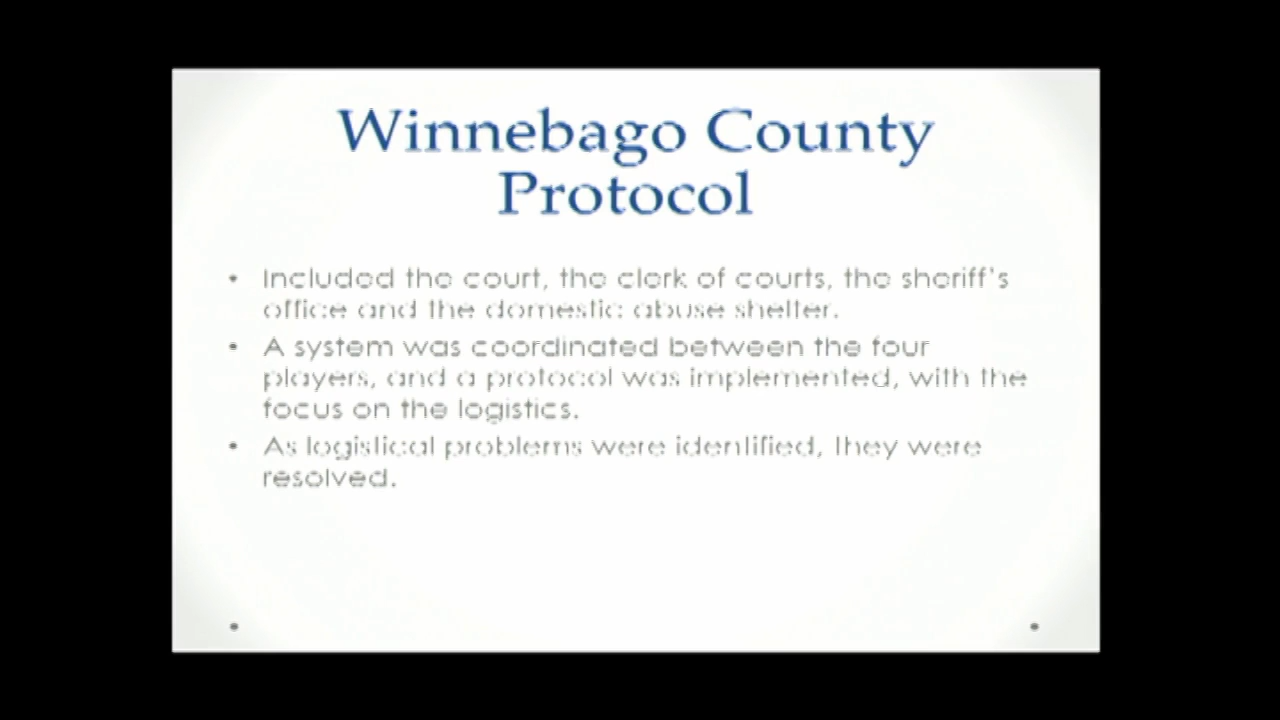 Winnebago County
Protocol
• Included the court, the clerk of courts, the sheriff's
office and the domestic abuse shelter.
• A system was coordinated between the four
players, and a protocol was implemented, with the
focus on the logistics.
• As logistical problems were identified, they were
resolved.